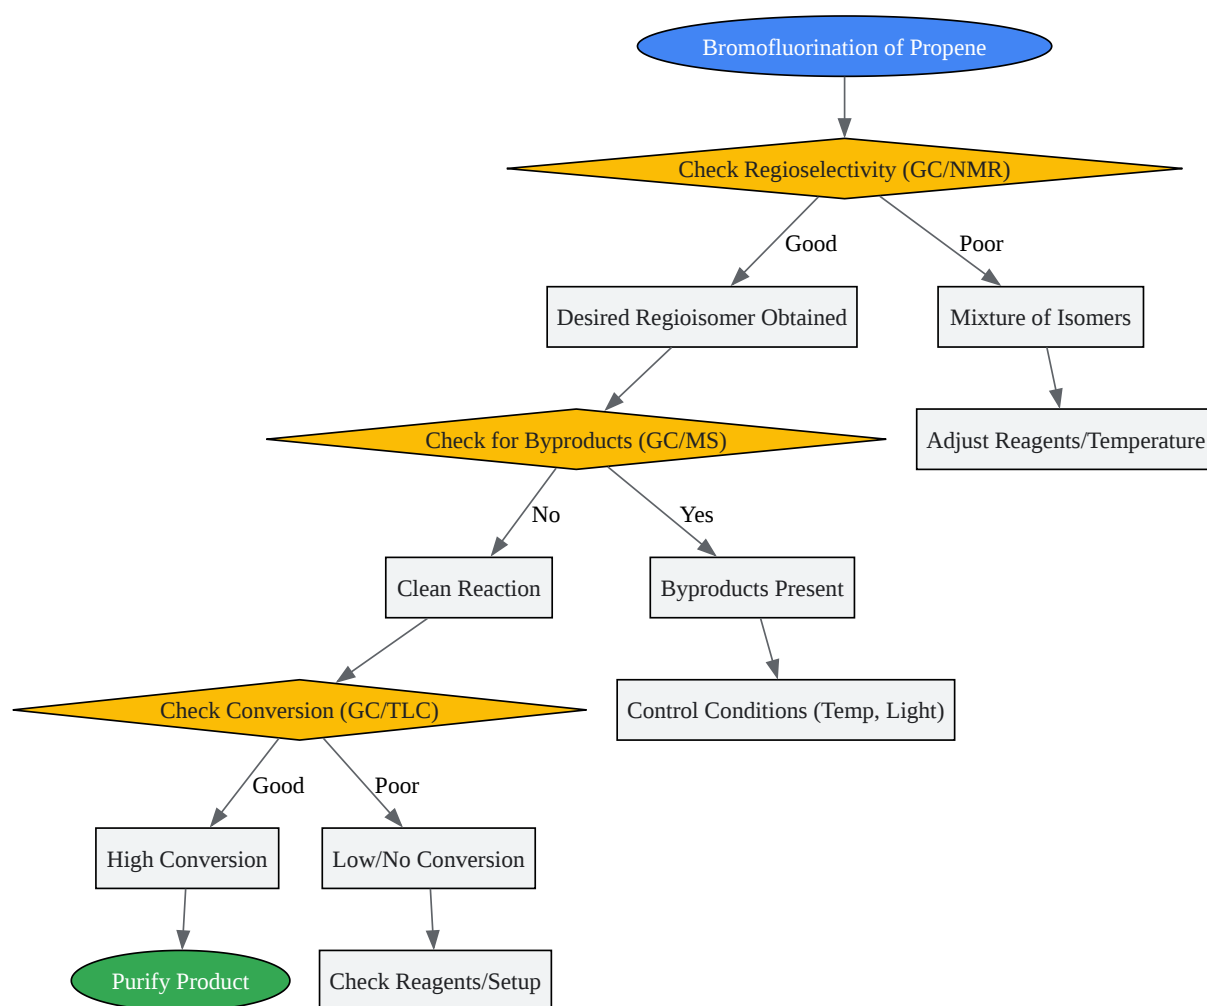 Bromofluorination of Propene
Check Regioselectivity (GC/NMR)
Good
Poor
Desired Regioisomer Obtained
Mixture of Isomers
Check for Byproducts (GC/MS)
Adjust Reagents/Temperature
No
Yes
Clean Reaction
Byproducts Present
Check Conversion (GC/TLC)
Control Conditions (Temp, Light)
Good
Poor
High Conversion
Low/No Conversion
Purify Product
Check Reagents/Setup